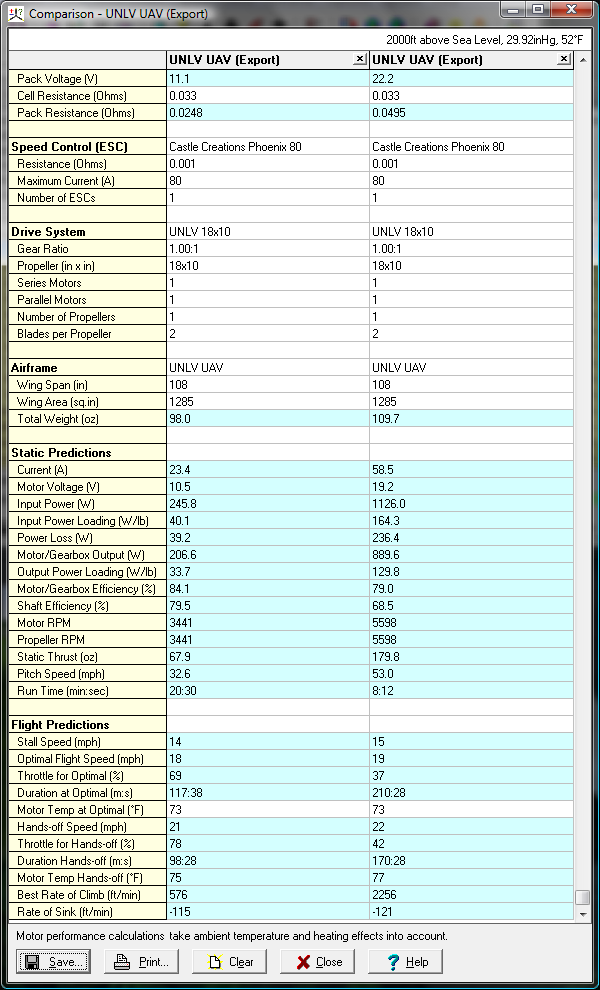 Comparison - UNLV UAV (Export)
2000ft above Sea Level, 29.92inHg, 52°F
UNLV UAV (Export) UNLV UAV (Export)
Pack Voltage (V) 11.1 22.2
Cell Resistance (Ohms) 0.033 0.033
Pack Resistance (Ohms) 0.0248 0.0495
Speed Control (ESC) Castle Creations Phoenix 80 Castle Creations Phoenix 80
Resistance (Ohms) 0.001 0.001
Maximum Current (A) 80 80
Number of ESCs 1 1
Drive System UNLV 18x10 UNLV 18x10
Gear Ratio 1.00:1 1.00:1
Propeller (in x in) 18x10 18x10
Series Motors 1 1
Parallel Motors 1 1
Number of Propellers 1 1
Blades per Propeller 2 2
Airframe UNLV UAV UNLV UAV
Wing Span (in) 108 108
Wing Area (sq.in) 1285 1285
Total Weight (oz) 98.0 109.7
Static Predictions
Current (A) 23.4 58.5
Motor Voltage (V) 10.5 19.2
Input Power (W) 245.8 1126.0
Input Power Loading (W/lb) 40.1 164.3
Power Loss (W) 39.2 236.4
Motor/Gearbox Output (W) 206.6 889.6
Output Power Loading (W/lb) 33.7 129.8
Motor/Gearbox Efficiency (%) 84.1 79.0
Shaft Efficiency (%) 79.5 68.5
Motor RPM 3441 5598
Propeller RPM 3441 5598
Static Thrust (oz) 67.9 179.8
Pitch Speed (mph) 32.6 53.0
Run Time (min:sec) 20:30 8:12
Flight Predictions
Stall Speed (mph) 14 15
Optimal Flight Speed (mph) 18 19
Throttle for Optimal (%) 69 37
Duration at Optimal (m:s) 117:38 210:28
Motor Temp at Optimal (°F) 73 73
Hands-off Speed (mph) 21 22
Throttle for Hands-off (%) 78 42
Duration Hands-off (m:s) 98:28 170:28
Motor Temp Hands-off (°F) 75 77
Best Rate of Climb (ft/min) 576 2256
Rate of Sink (ft/min) -115 -121
Motor performance calculations take ambient temperature and heating effects into account.
Save... Print... Clear Close Help